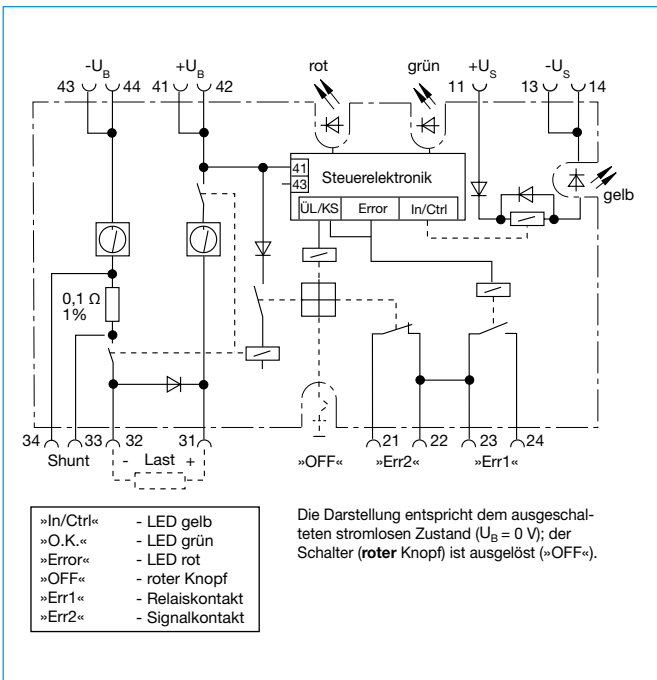 -UB
+UB
rot
grün
+US
-US
43
44
41
42
11
13
14
41
43
Steuerelektronik
gelb
ÜL/KS
Error
In/Ctrl
0,1 Ω
1%
34
33
32
31
21
22
23
24
Shunt
- Last +
»OFF«
»Err2«
»Err1«
»In/Ctrl« - LED gelb
»O.K.« - LED grün
»Error« - LED rot
»OFF« - roter Knopf
»Err1« - Relaiskontakt
»Err2« - Signalkontakt
Die Darstellung entspricht dem ausgeschal-
teten stromlosen Zustand (UB = 0 V); der
Schalter (roter Knopf) ist ausgelöst (»OFF«).